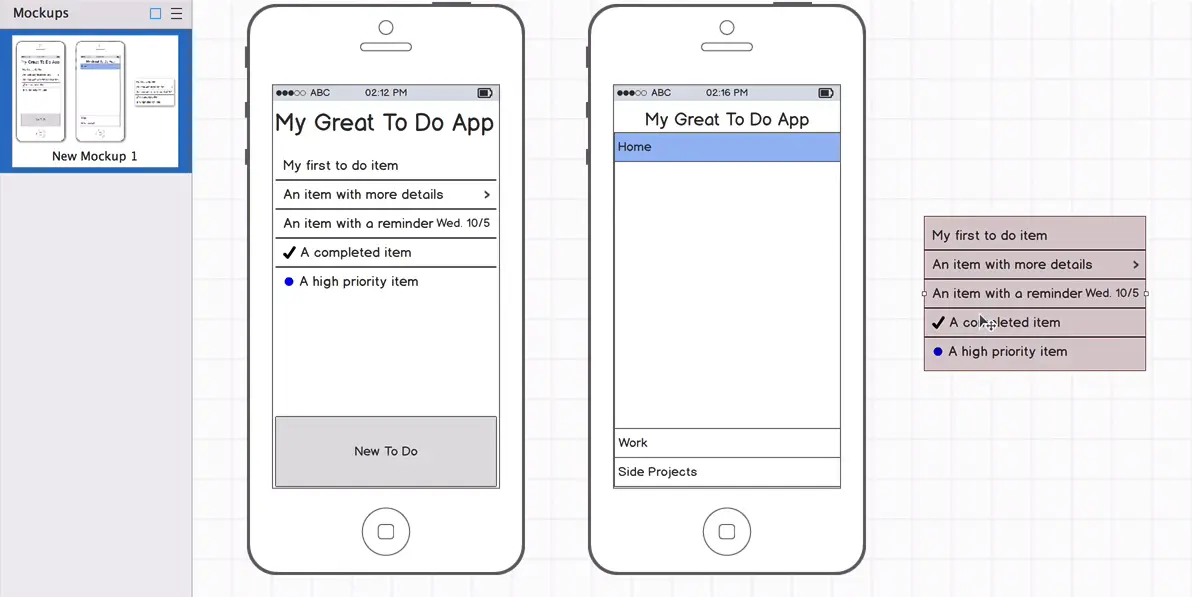 Mockups
New Mockup 1
ABC 02:12 PM
My Great To Do App
My first to do item
An item with more details
An item with a reminder Wed. 10/5
A completed item
A high priority item
New To Do
ABC 02:16 PM
My Great To Do App
Home
Work
Side Projects
My first to do item
An item with more details
An item with a reminder Wed. 10/5
A completed item
A high priority item